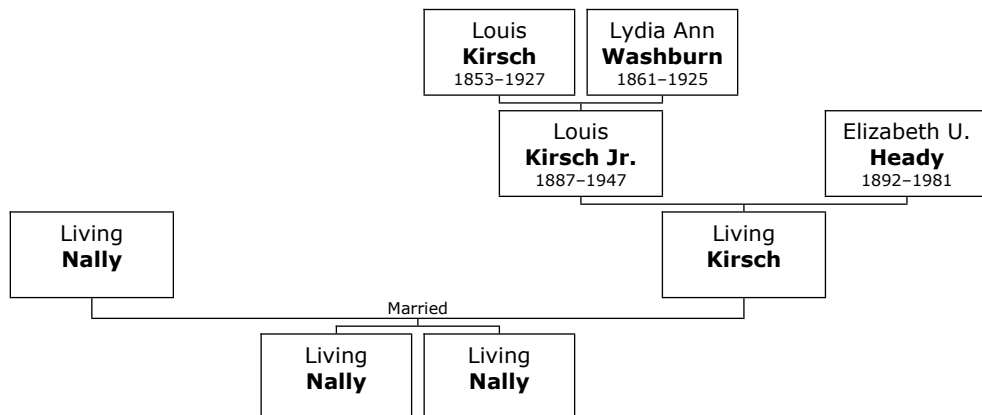 Louis
Kirsch
1853–1927
Lydia Ann
Washburn
1861–1925
Louis
Kirsch Jr.
1887–1947
Elizabeth U.
Heady
1892–1981
Living
Nally
Living
Kirsch
Married
Living
Nally
Living
Nally